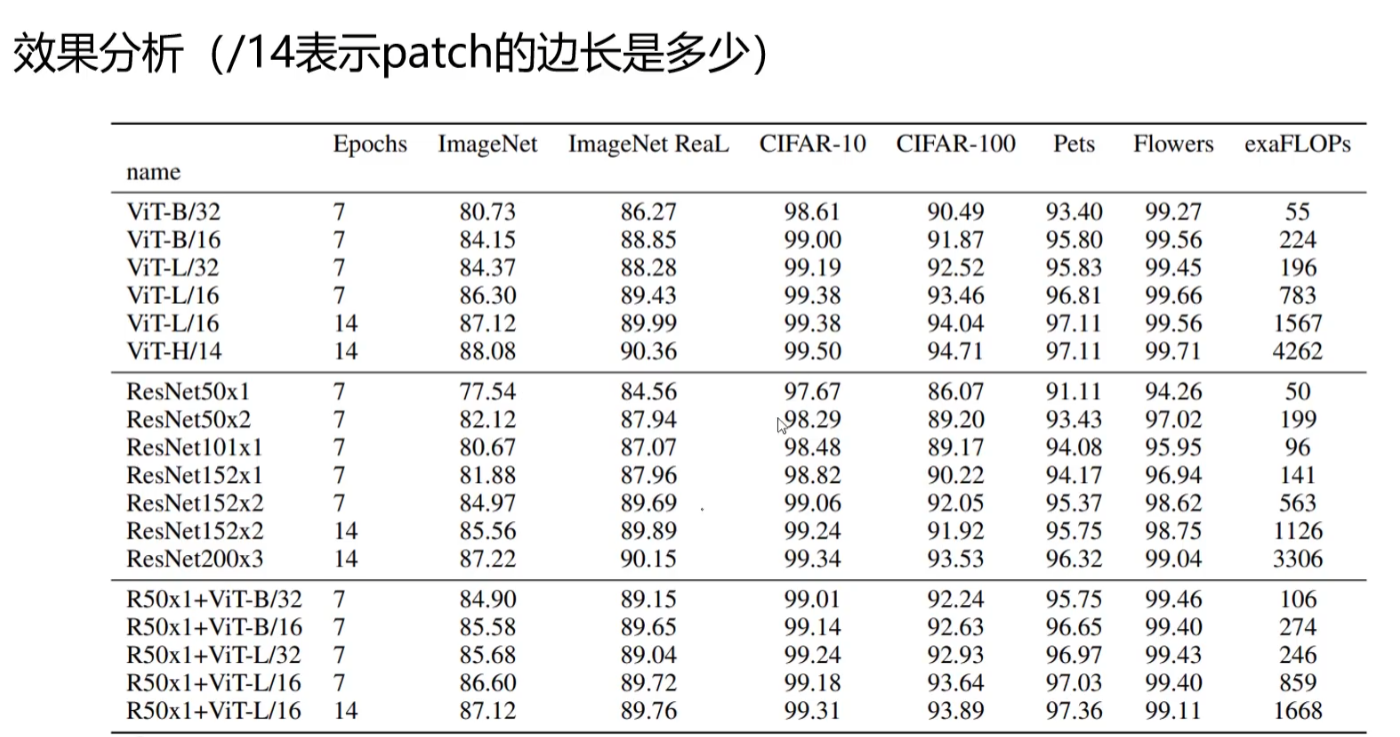 效果分析（/14表示patch的边长是多少）
Epochs ImageNet ImageNet ReaL CIFAR-10 CIFAR-100 Pets Flowers exaFLOPs
name
ViT-B/32 7 80.73 86.27 98.61 90.49 93.40 99.27 55
ViT-B/16 7 84.15 88.85 99.00 91.87 95.80 99.56 224
ViT-L/32 7 84.37 88.28 99.19 92.52 95.83 99.45 196
ViT-L/16 7 86.30 89.43 99.38 93.46 96.81 99.66 783
ViT-L/16 14 87.12 89.99 99.38 94.04 97.11 99.56 1567
ViT-H/14 14 88.08 90.36 99.50 94.71 97.11 99.71 4262
ResNet50x1 7 77.54 84.56 97.67 86.07 91.11 94.26 50
ResNet50x2 7 82.12 87.94 98.29 89.20 93.43 97.02 199
ResNet101x1 7 80.67 87.07 98.48 89.17 94.08 95.95 96
ResNet152x1 7 81.88 87.96 98.82 90.22 94.17 96.94 141
ResNet152x2 7 84.97 89.69 99.06 92.05 95.37 98.62 563
ResNet152x2 14 85.56 89.89 99.24 91.92 95.75 98.75 1126
ResNet200x3 14 87.22 90.15 99.34 93.53 96.32 99.04 3306
R50x1+ViT-B/32 7 84.90 89.15 99.01 92.24 95.75 99.46 106
R50x1+ViT-B/16 7 85.58 89.65 99.14 92.63 96.65 99.40 274
R50x1+ViT-L/32 7 85.68 89.04 99.24 92.93 96.97 99.43 246
R50x1+ViT-L/16 7 86.60 89.72 99.18 93.64 97.03 99.40 859
R50x1+ViT-L/16 14 87.12 89.76 99.31 93.89 97.36 99.11 1668